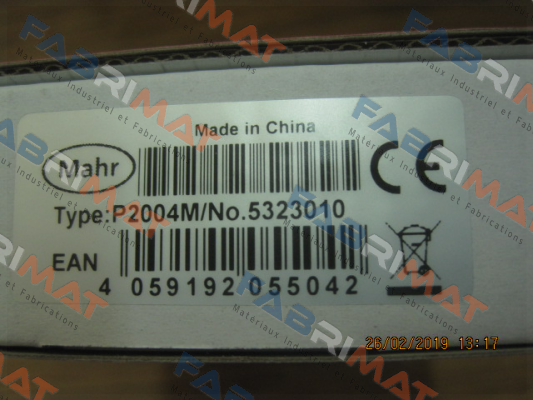 Made in China
Mahr
CE
Type:P2004M/No.5323010
EAN
4 059192 055042
26/02/2019 13:17
FABRIMAT
Matériaux Industriel et Fabrications